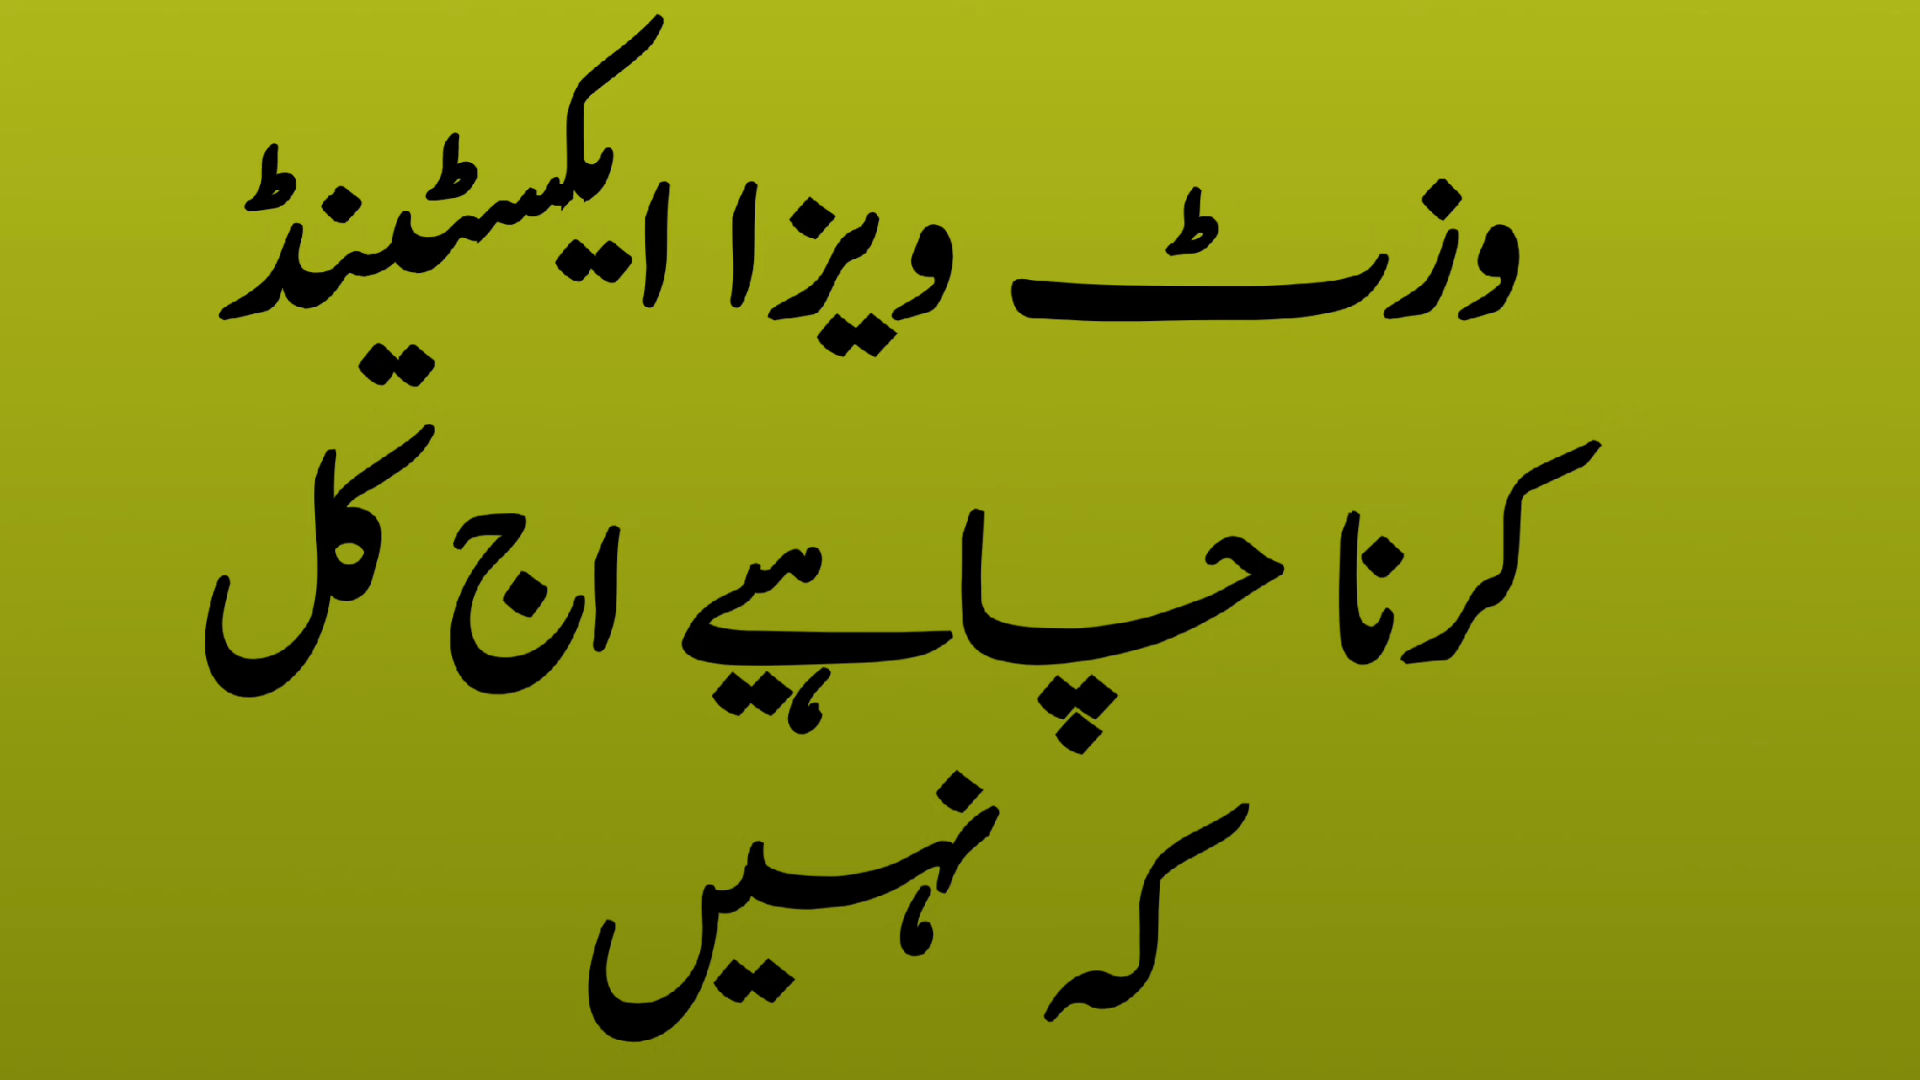 وزٹ ویزا ایکسٹینڈ
کرنا چاہیے اج کل
کہ نہیں